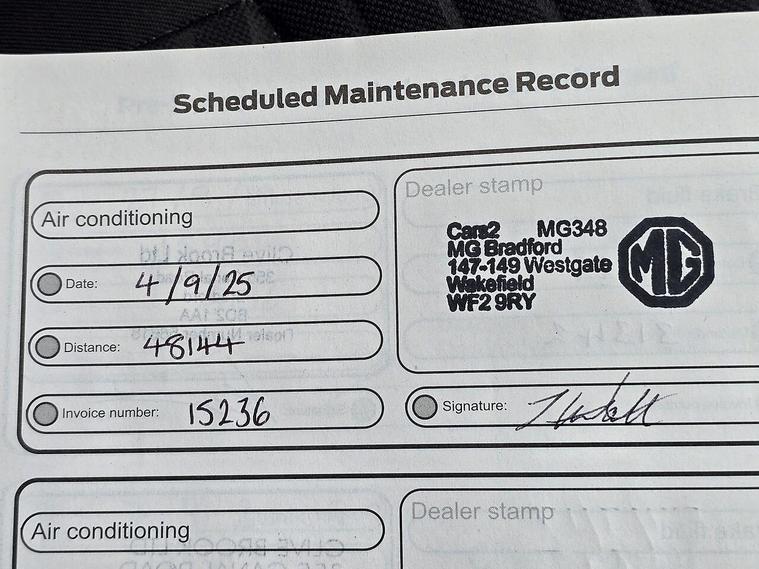 Scheduled Maintenance Record
Air conditioning
Date: 4/9/25
Distance: 48144
Invoice number: 15236
Dealer stamp
Cars2 MG348
MG Bradford
147-149 Westgate
Wakefield
WF2 9RY
MG
Signature:
Air conditioning
Dealer stamp